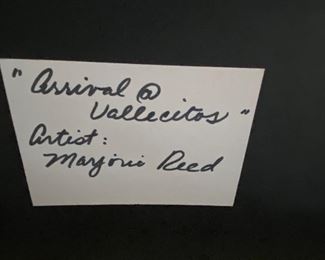 "Arrival @
Vallecitos"
Artist:
Marjorie Reed